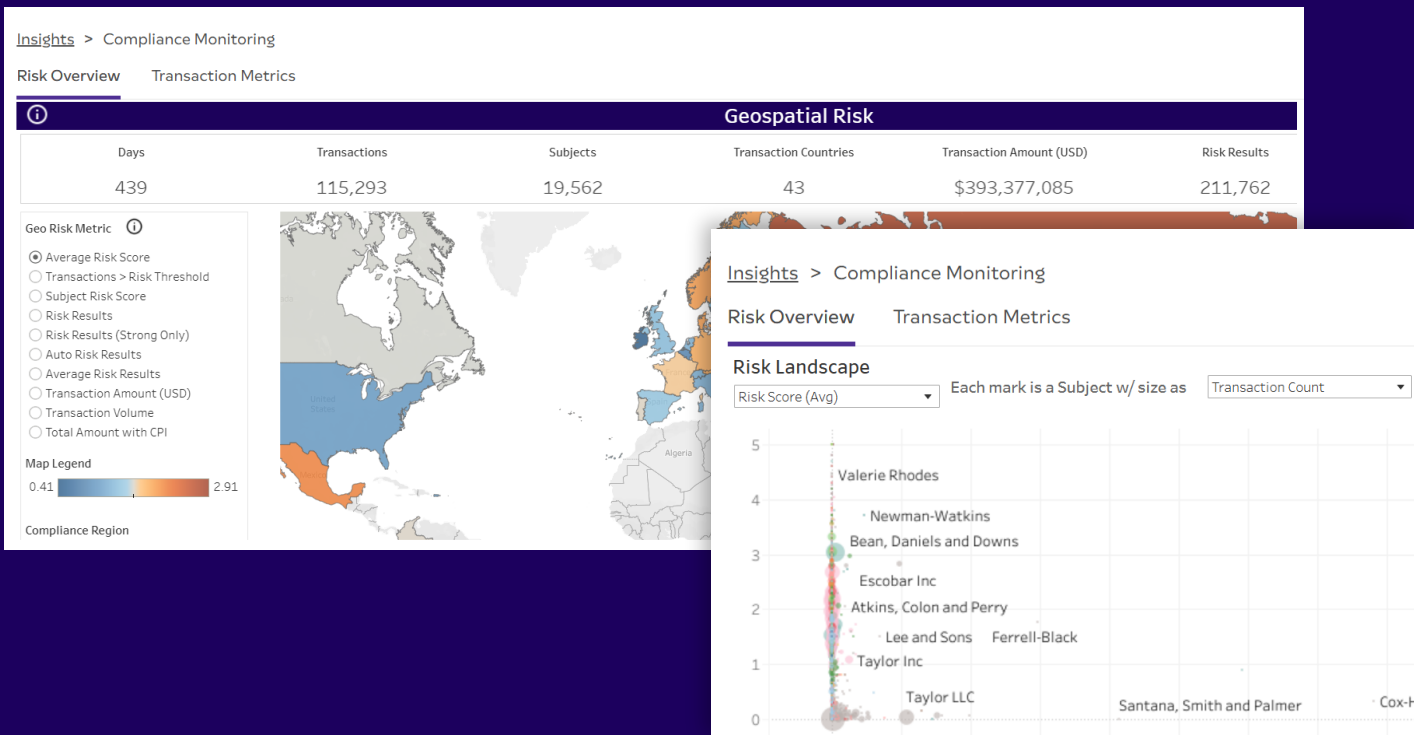 Insights > Compliance Monitoring
Risk Overview Transaction Metrics
Geospatial Risk
Days Transactions Subjects Transaction Countries Transaction Amount (USD) Risk Results
439 115,293 19,562 43 $393,377,085 211,762
Geo Risk Metric
Average Risk Score
Transactions > Risk Threshold
Subject Risk Score
Risk Results
Risk Results (Strong Only)
Auto Risk Results
Average Risk Results
Transaction Amount (USD)
Transaction Volume
Total Amount with CPI
Map Legend
0.41 2.91
Compliance Region
United
States
Algeria
Insights > Compliance Monitoring
Risk Overview Transaction Metrics
Risk Landscape
Risk Score (Avg) Each mark is a Subject w/ size as Transaction Count
5
Valerie Rhodes
4
Newman-Watkins
Bean, Daniels and Downs
3
Escobar Inc
2 Atkins, Colon and Perry
Lee and Sons Ferrell-Black
1 Taylor Inc
Taylor LLC
Santana, Smith and Palmer Cox-H
0